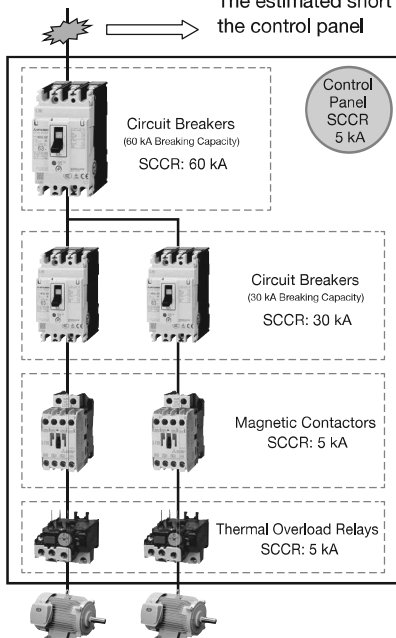 The estimated short
the control panel
Control
Panel
SCCR
5 kA
Circuit Breakers
(60 kA Breaking Capacity)
SCCR: 60 kA
Circuit Breakers
(30 kA Breaking Capacity)
SCCR: 30 kA
Magnetic Contactors
SCCR: 5 kA
Thermal Overload Relays
SCCR: 5 kA